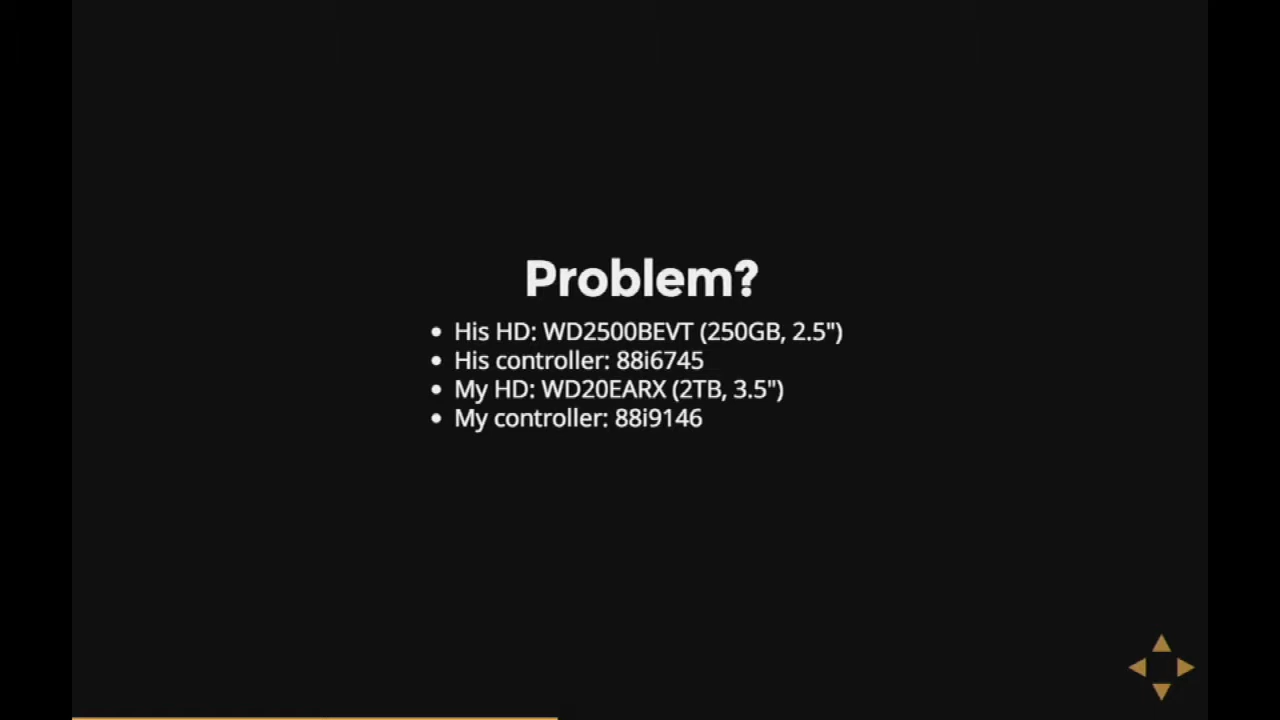 Problem?
• His HD: WD2500BEVT (250GB, 2.5")
• His controller: 88i6745
• My HD: WD20EARX (2TB, 3.5")
• My controller: 88i9146